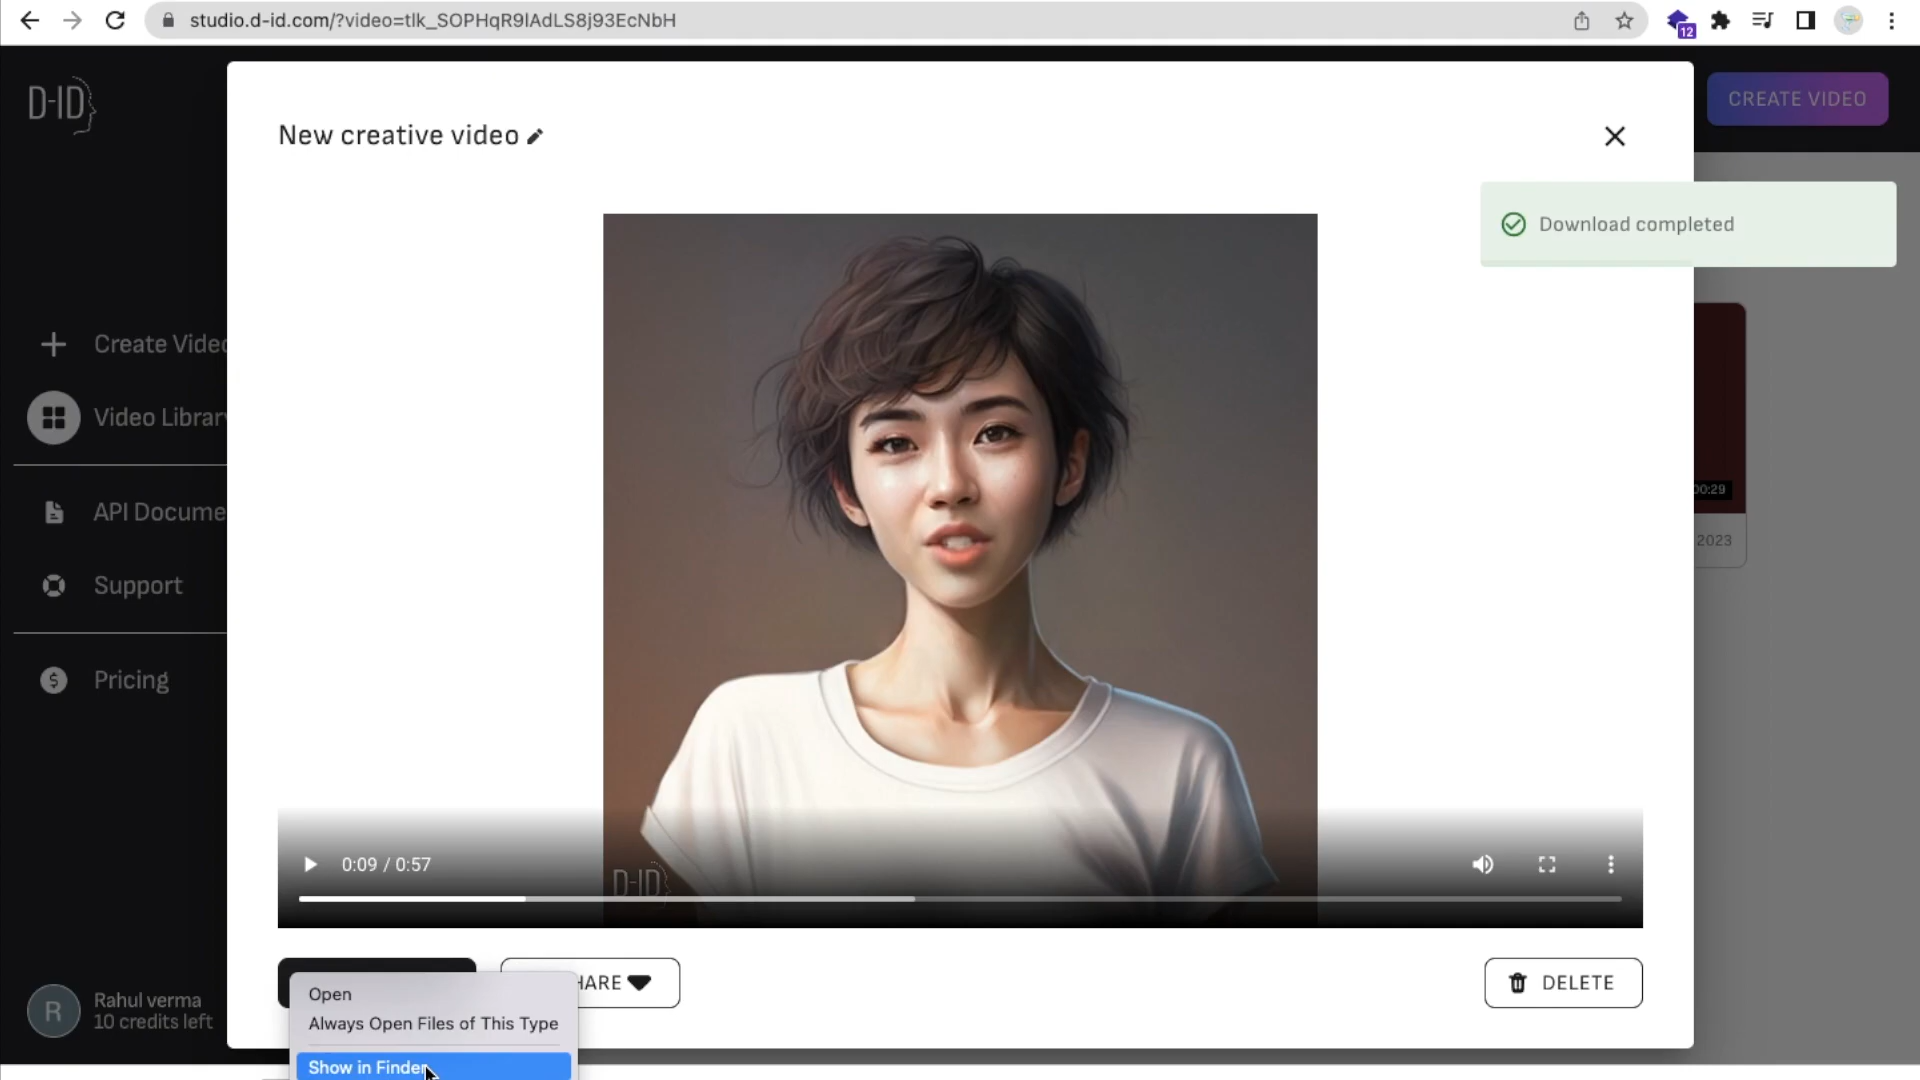 studio.d-id.com/?video=tlk_SOPHqR9lAdLS8j93EcNbH
12
D-ID
CREATE VIDEO
New creative video
Download completed
Create Video
Video Library
API Docume
Support
Pricing
00:29
2023
0:09 / 0:57
D-ID
HARE
DELETE
R
Rahul verma
10 credits left
Open
Always Open Files of This Type
Show in Finder